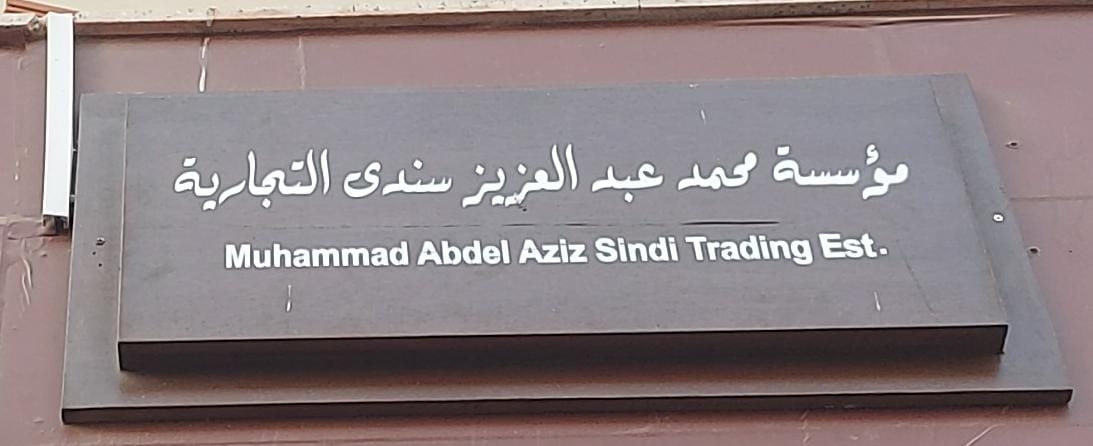 مؤسسة محمد عبد العزيز سندى التجارية
Muhammad Abdel Aziz Sindi Trading Est.